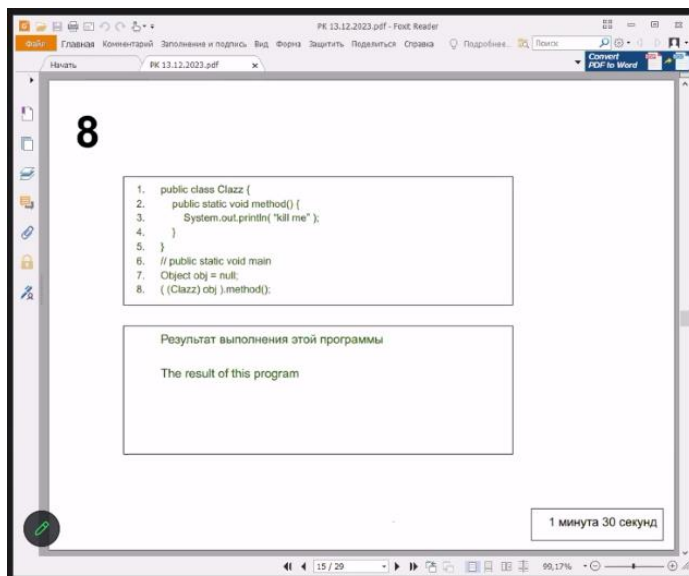 РК 13.12.2023.pdf - Foxit Reader
Файл Главная Комментарий Заполнение и подпись Вид Форма Защитить Поделиться Справка Подробнее... Поиск
Начать РК 13.12.2023.pdf
Convert
PDF to Word
8
1. public class Clazz {
2. public static void method() {
3. System.out.println( "kill me" );
4. }
5. }
6. // public static void main
7. Object obj = null;
8. ( (Clazz) obj ).method();
Результат выполнения этой программы
The result of this program
1 минута 30 секунд
15 / 29 99,17%